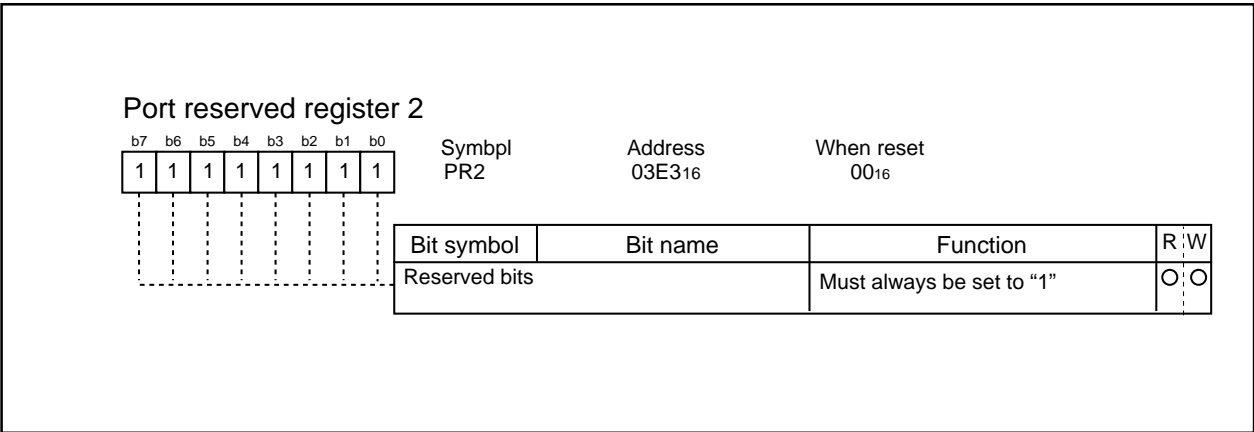 Port reserved register 2
b7 b6 b5 b4 b3 b2 b1 b0
1 1 1 1 1 1 1 1
Symbpl Address When reset
PR2 03E316 0016
Bit symbol Bit name Function R W
Reserved bits Must always be set to “1” O O